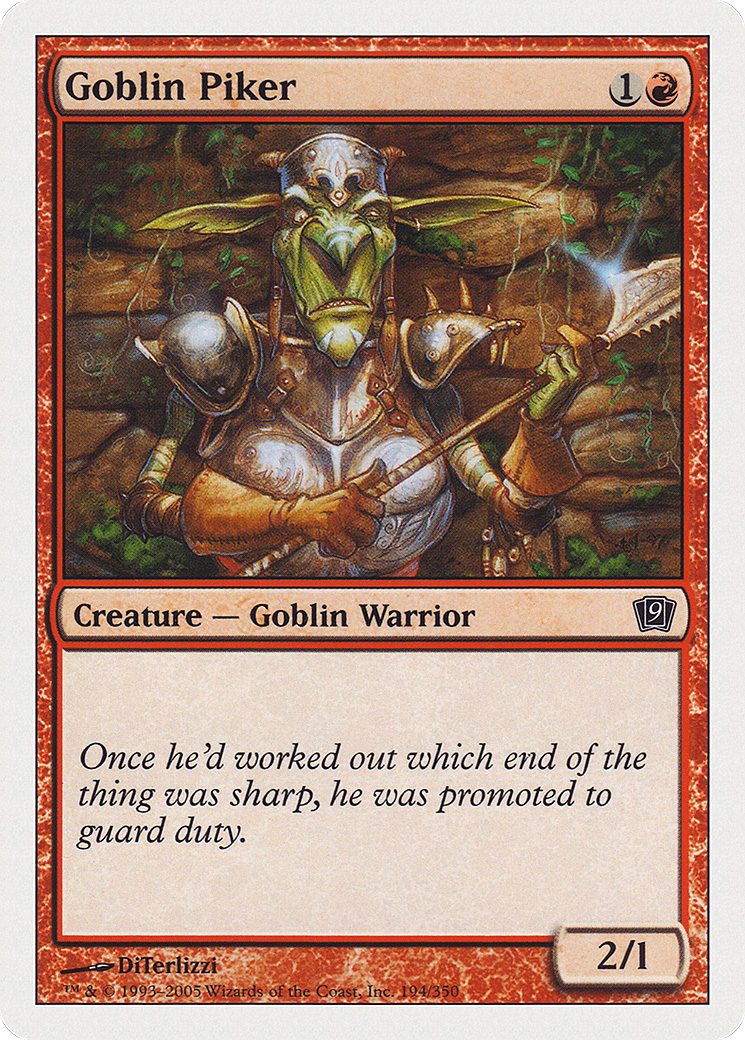 Goblin Piker 1
Creature — Goblin Warrior 9
Once he'd worked out which end of the
thing was sharp, he was promoted to
guard duty.
2/1
DiTerlizzi
™ & © 1993–2005 Wizards of the Coast, Inc. 194/350